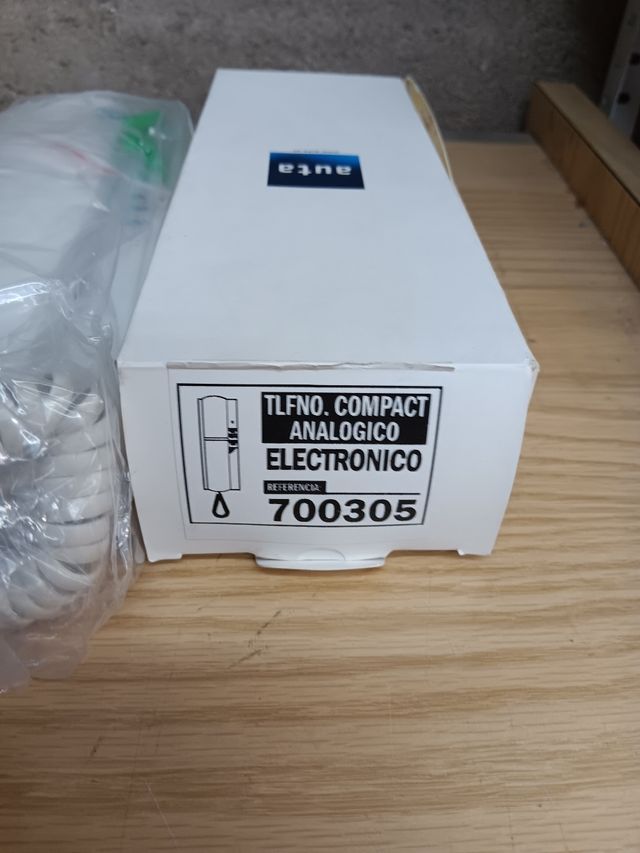 auta
TLFNO. COMPACT
ANALOGICO
ELECTRONICO
REFERENCIA:
700305